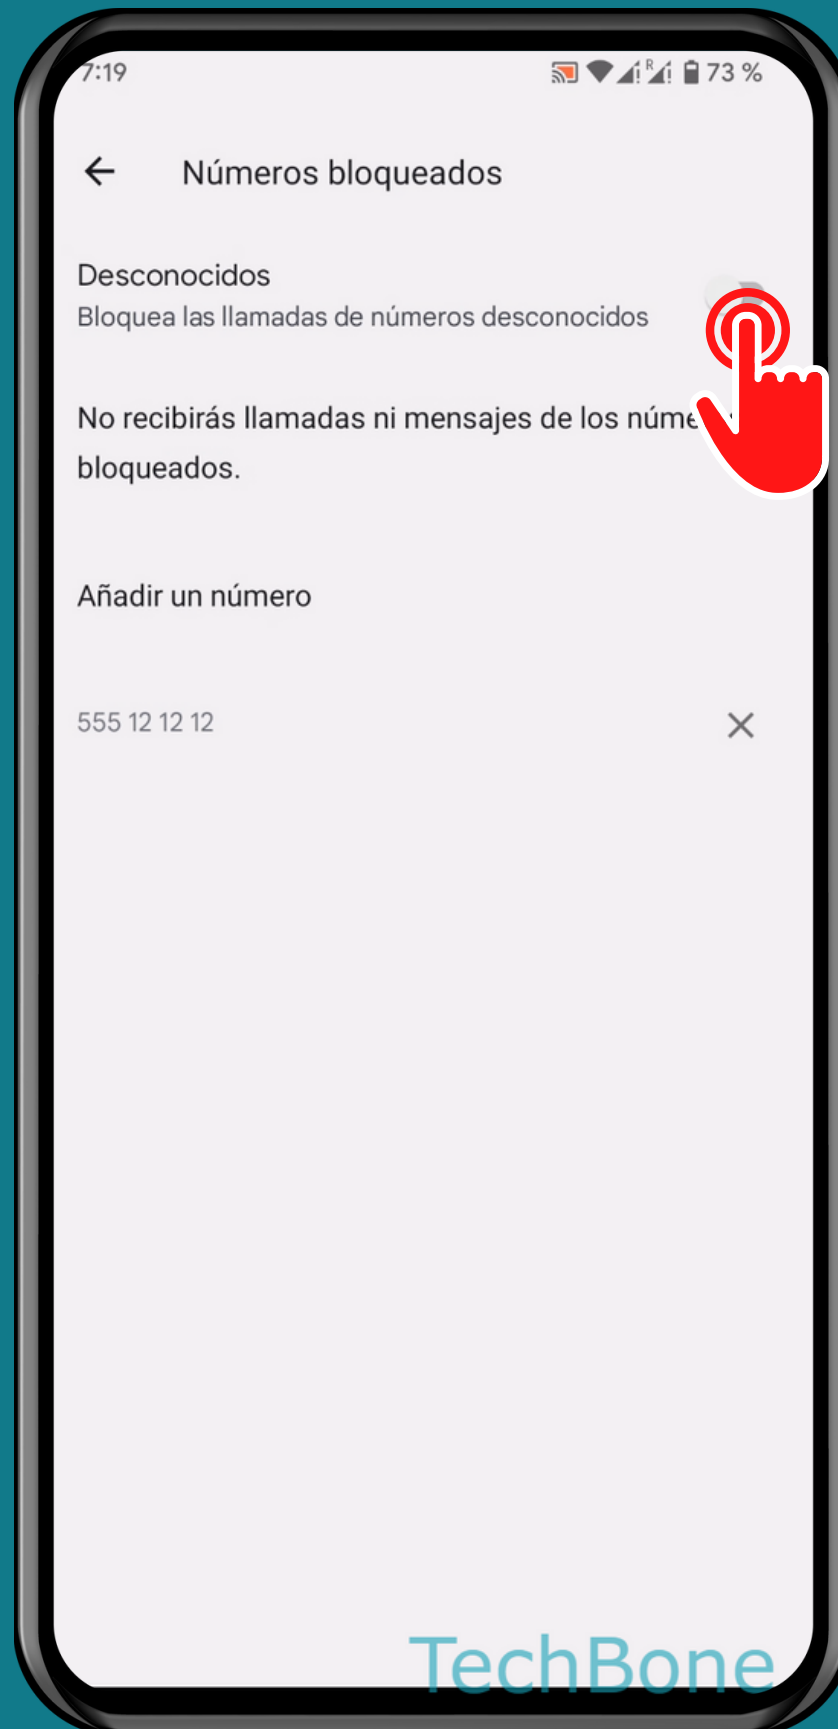 7:19
R
73 %
Números bloqueados
Desconocidos
Bloquea las llamadas de números desconocidos
No recibirás llamadas ni mensajes de los núme
bloqueados.
Añadir un número
555 12 12 12
TechBone